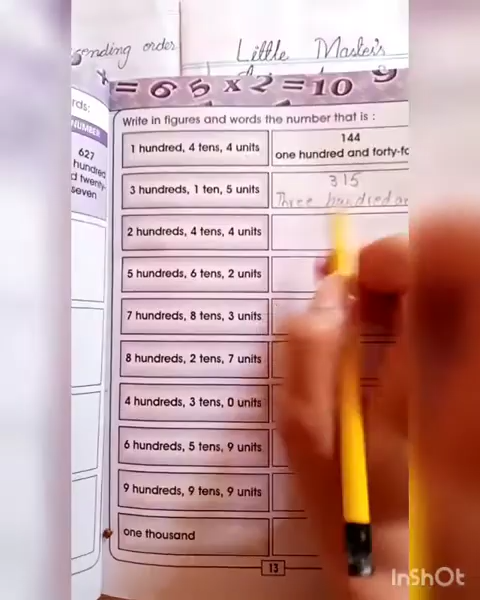 ending order
Little Master's
= 6 5 x 2 = 10 9
rds:
NUMBER
627
hundred
d twenty-
seven
Write in figures and words the number that is :
1 hundred, 4 tens, 4 units
144
one hundred and forty-fo
3 hundreds, 1 ten, 5 units
315
Three hundred an
2 hundreds, 4 tens, 4 units
5 hundreds, 6 tens, 2 units
7 hundreds, 8 tens, 3 units
8 hundreds, 2 tens, 7 units
4 hundreds, 3 tens, 0 units
6 hundreds, 5 tens, 9 units
9 hundreds, 9 tens, 9 units
one thousand
13
InShOt